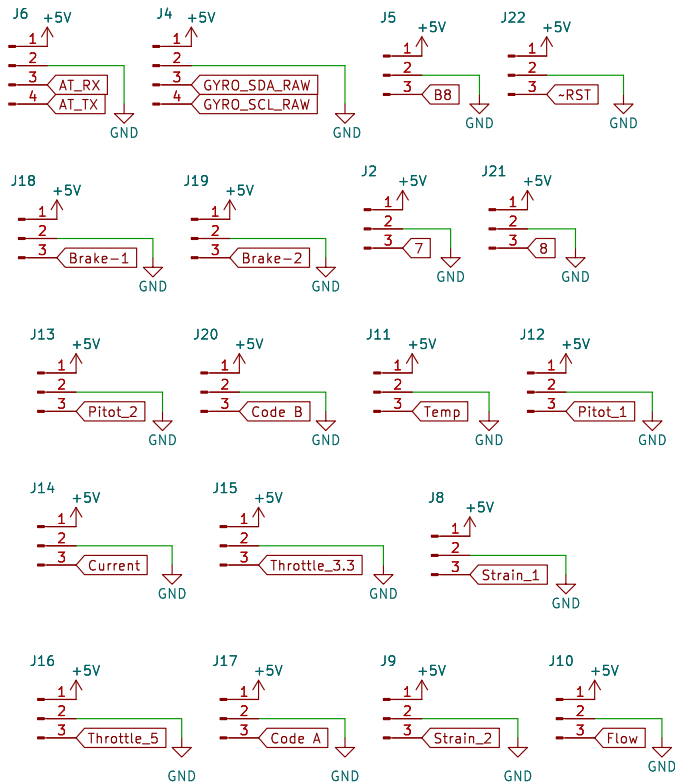 J6 +5V J4 +5V J5 +5V J22 +5V
1 1 1 1
2 2 2 2
3 AT_RX 3 GYRO_SDA_RAW 3 B8 3 ~RST
4 AT_TX 4 GYRO_SCL_RAW
GND GND GND GND
J18 +5V J19 +5V J2 +5V J21 +5V
1 1 1 1
2 2 2 2
3 Brake-1 3 Brake-2 3 7 3 8
GND GND GND GND
J13 +5V J20 +5V J11 +5V J12 +5V
1 1 1 1
2 2 2 2
3 Pitot_2 3 Code B 3 Temp 3 Pitot_1
GND GND GND GND
J14 +5V J15 +5V J8 +5V
1 1 1
2 2 2
3 Current 3 Throttle_3.3 3 Strain_1
GND GND GND
J16 +5V J17 +5V J9 +5V J10 +5V
1 1 1 1
2 2 2 2
3 Throttle_5 3 Code A 3 Strain_2 3 Flow
GND GND GND GND